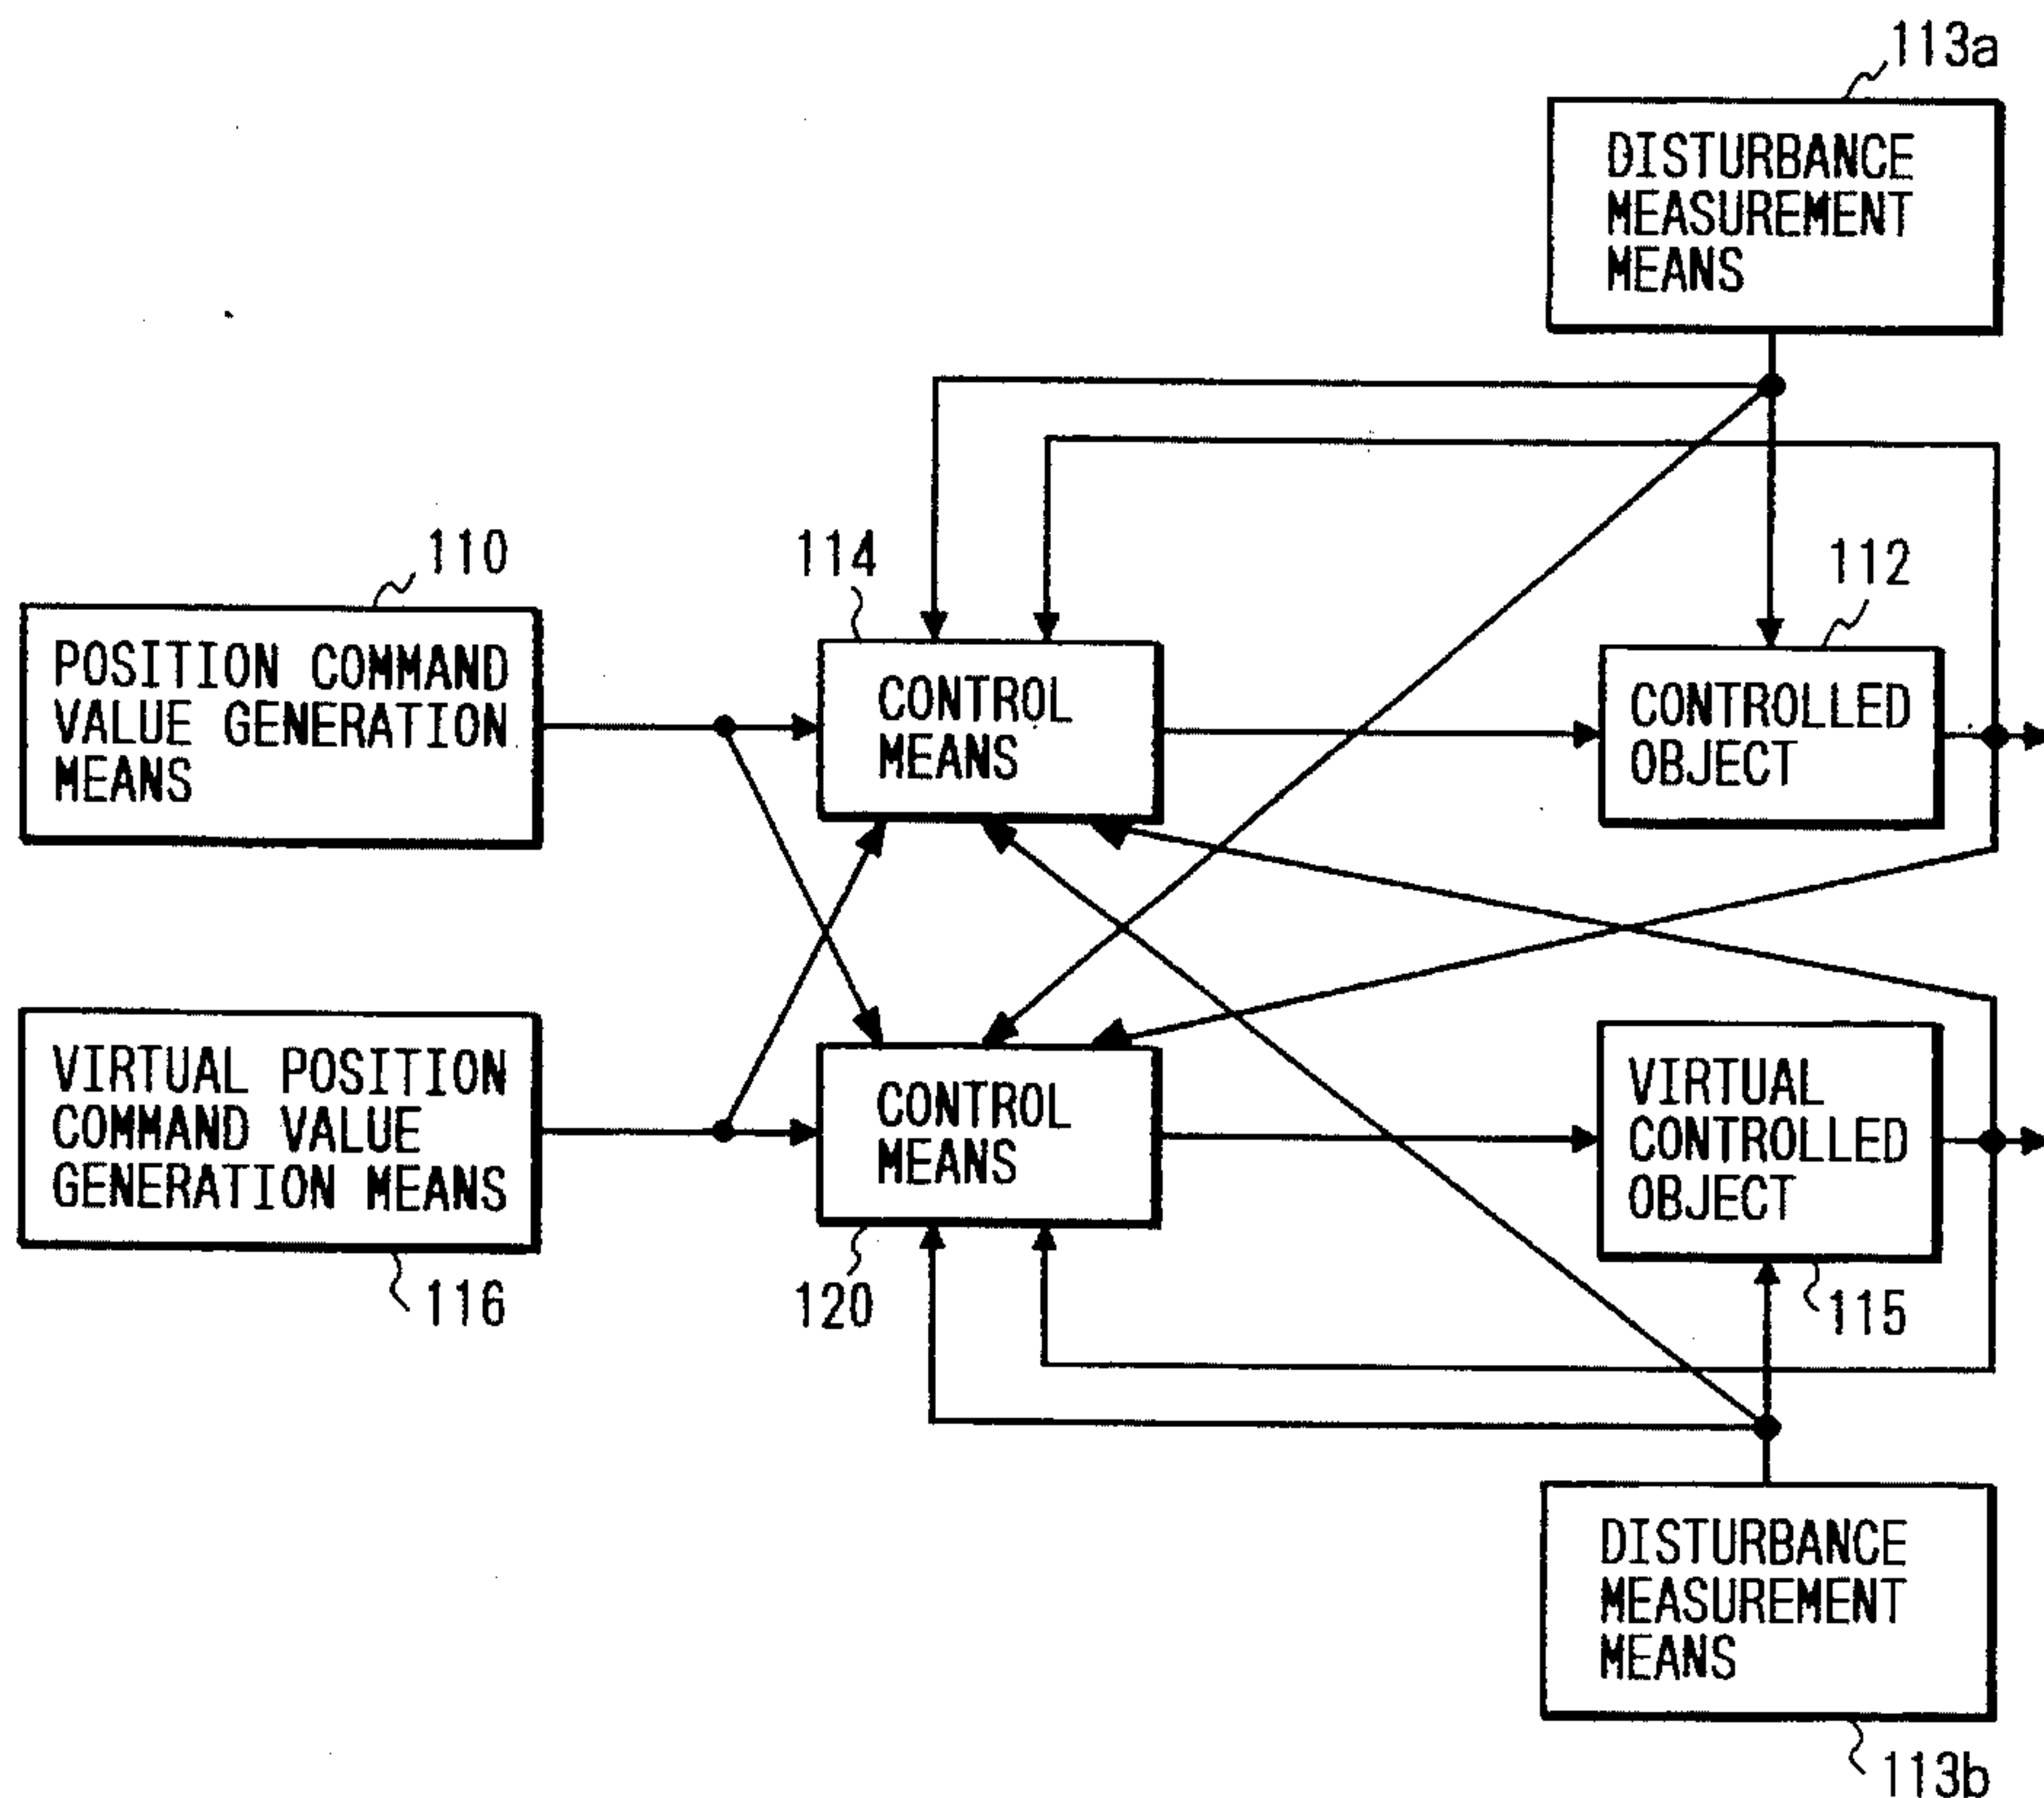 113a
DISTURBANCE
MEASUREMENT
MEANS
110
POSITION COMMAND
VALUE GENERATION
MEANS
114
CONTROL
MEANS
112
CONTROLLED
OBJECT
VIRTUAL POSITION
COMMAND VALUE
GENERATION MEANS
116
CONTROL
MEANS
120
VIRTUAL
CONTROLLED
OBJECT
115
DISTURBANCE
MEASUREMENT
MEANS
113b